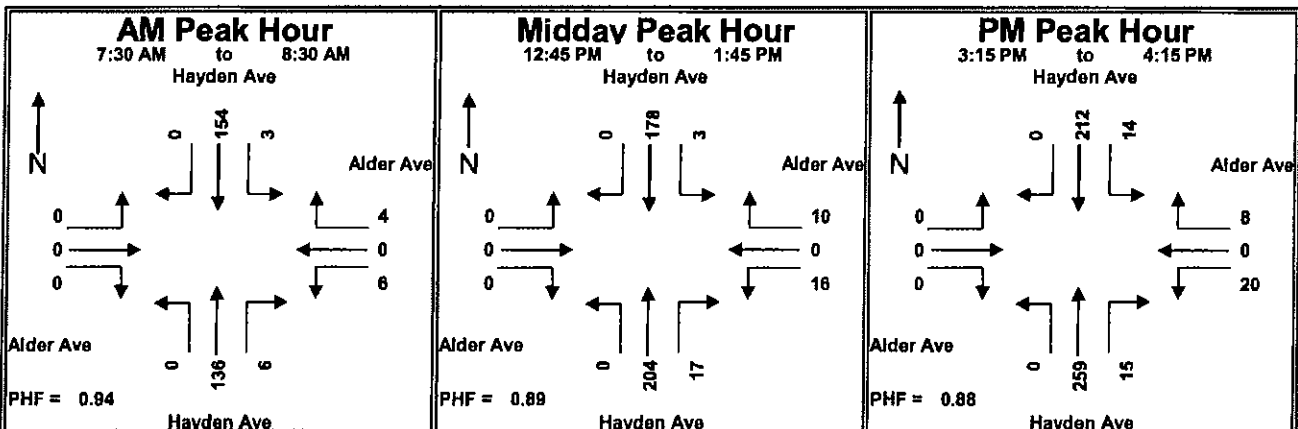 AM Peak Hour
7:30 AM to 8:30 AM
Hayden Ave
N
0 154 3
Alder Ave
0 4
0 0
0 6
Alder Ave
0 136 6
PHF = 0.94
Hayden Ave
Midday Peak Hour
12:45 PM to 1:45 PM
Hayden Ave
N
0 178 3
Alder Ave
0 10
0 0
0 16
Alder Ave
0 204 17
PHF = 0.89
Hayden Ave
PM Peak Hour
3:15 PM to 4:15 PM
Hayden Ave
N
0 212 14
Alder Ave
0 8
0 0
0 20
Alder Ave
0 259 15
PHF = 0.88
Hayden Ave